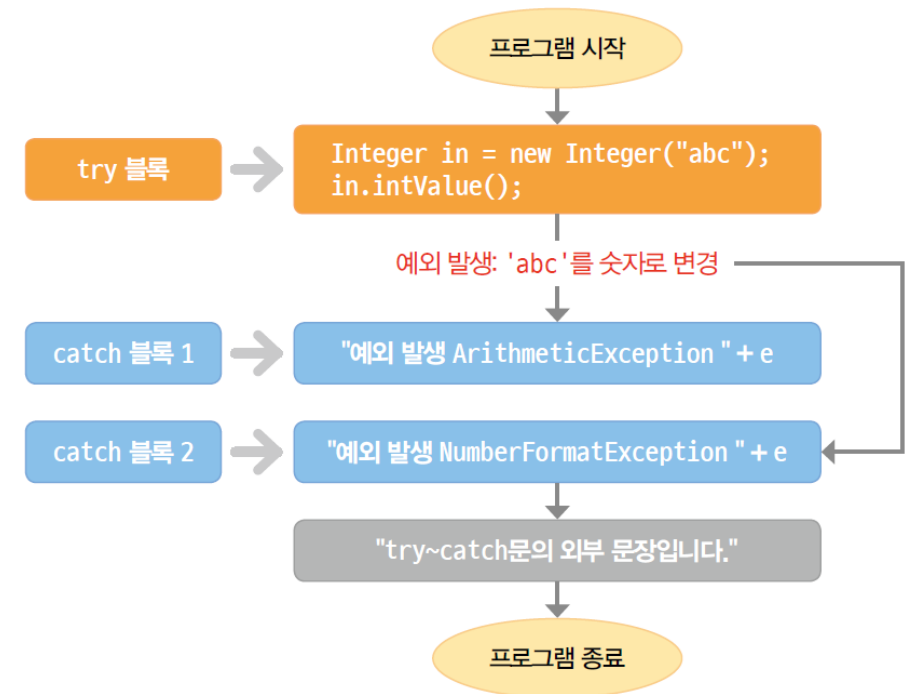 프로그램 시작
try 블록
Integer in = new Integer("abc");
in.intValue();
예외 발생: 'abc'를 숫자로 변경
catch 블록 1
"예외 발생 ArithmeticException " + e
catch 블록 2
"예외 발생 NumberFormatException " + e
"try~catch문의 외부 문장입니다."
프로그램 종료